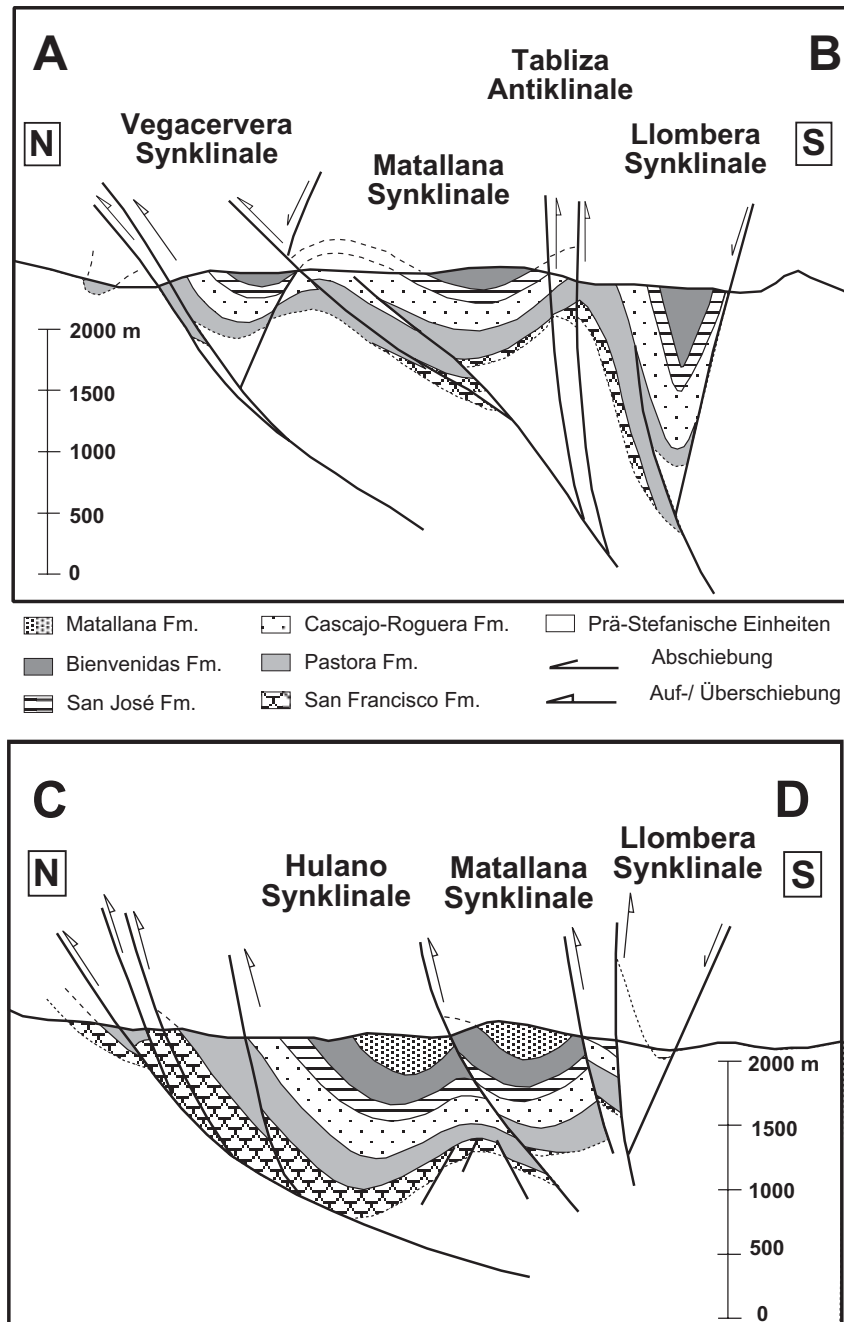 A
B
Tabliza
Antiklinale
N
Vegacervera
Synklinale
Matallana
Synklinale
Llombera
Synklinale
S
2000 m
1500
1000
500
0
Matallana Fm.
Cascajo-Roguera Fm.
Prä-Stefanische Einheiten
Bienvenidas Fm.
Pastora Fm.
Abschiebung
San José Fm.
San Francisco Fm.
Auf-/ Überschiebung
C
D
N
Hulano
Synklinale
Matallana
Synklinale
Llombera
Synklinale
S
2000 m
1500
1000
500
0